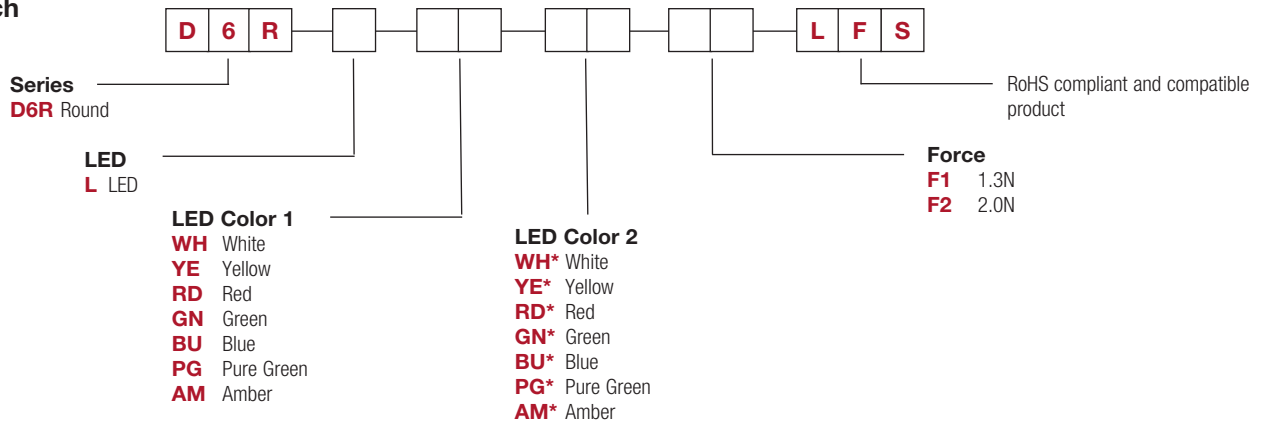 ch
D 6 R L F S
Series
D6R Round
RoHS compliant and compatible
product
LED
L LED
Force
F1 1.3N
F2 2.0N
LED Color 1
WH White
YE Yellow
RD Red
GN Green
BU Blue
PG Pure Green
AM Amber
LED Color 2
WH* White
YE* Yellow
RD* Red
GN* Green
BU* Blue
PG* Pure Green
AM* Amber